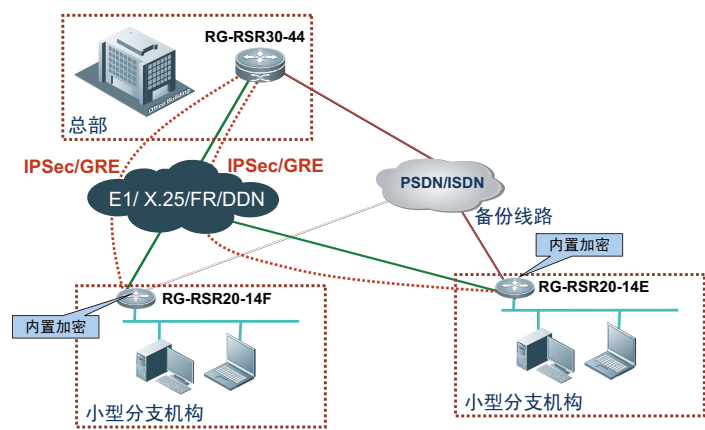 RG-RSR30-44
Office Building
总部
IPSec/GRE
IPSec/GRE
E1/ X.25/FR/DDN
PSDN/ISDN
备份线路
内置加密
RG-RSR20-14F
RG-RSR20-14E
内置加密
小型分支机构
小型分支机构